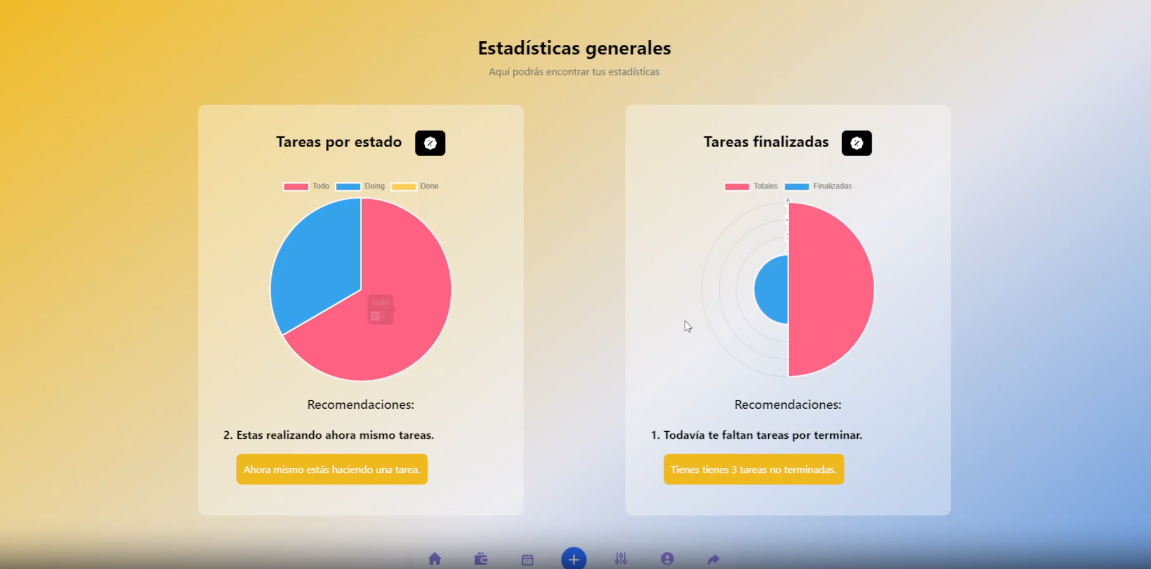 Estadísticas generales
Aquí podrás encontrar tus estadísticas
Tareas por estado
Todo Doing Done
Recomendaciones:
2. Estas realizando ahora mismo tareas.
Ahora mismo estás haciendo una tarea.
Tareas finalizadas
Totales Finalizadas
Recomendaciones:
1. Todavía te faltan tareas por terminar.
Tienes tienes 3 tareas no terminadas.